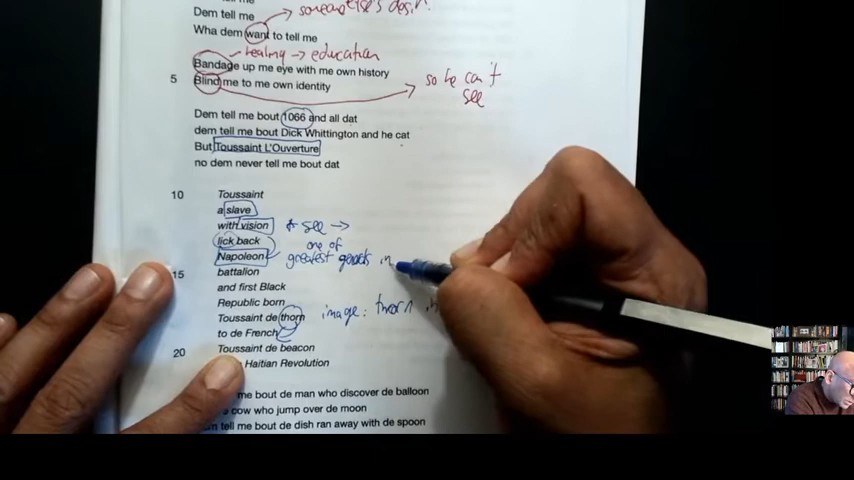 someone else's desire.
Dem tell me
Wha dem want to tell me
healing → education
Bandage up me eye with me own history
5 Blind me to me own identity
so he can't
see
Dem tell me bout 1066 and all dat
dem tell me bout Dick Whittington and he cat
But Toussaint L'Ouverture
no dem never tell me bout dat
10 Toussaint
a slave
with vision to see →
lick back one of
Napoleon greatest generals in
15 battalion
and first Black
Republic born
Toussaint de thorn image: thorn in
to de French
20 Toussaint de beacon
Haitian Revolution
me bout de man who discover de balloon
cow who jump over de moon
tell me bout de dish ran away with de spoon